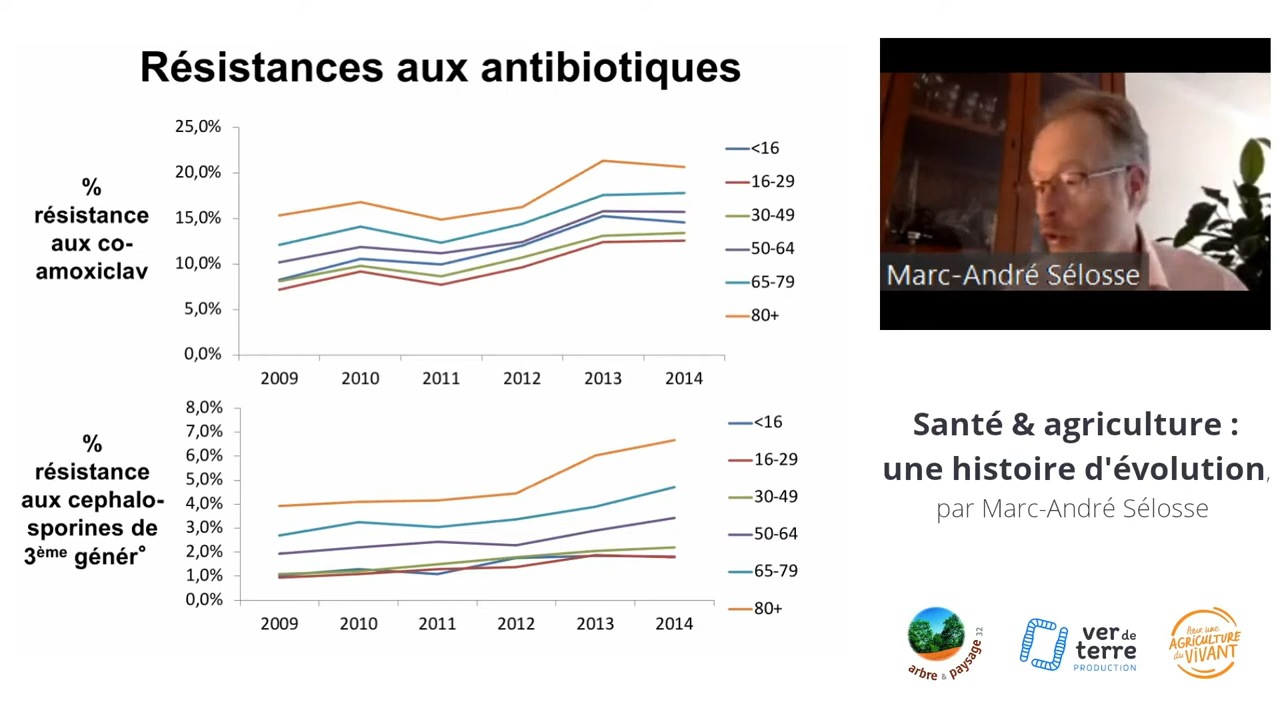 Résistances aux antibiotiques
%
résistance
aux co-
amoxiclav
25,0%
20,0%
15,0%
10,0%
5,0%
0,0%
2009 2010 2011 2012 2013 2014
<16
16-29
30-49
50-64
65-79
80+
%
résistance
aux cephalo-
sporines de
3ème génér°
8,0%
7,0%
6,0%
5,0%
4,0%
3,0%
2,0%
1,0%
0,0%
2009 2010 2011 2012 2013 2014
<16
16-29
30-49
50-64
65-79
80+
Marc-André Sélosse
Santé & agriculture :
une histoire d'évolution,
par Marc-André Sélosse
arbre & paysage 32
ver de
terre
PRODUCTION
Pour une
AGRICULTURE
du VIVANT